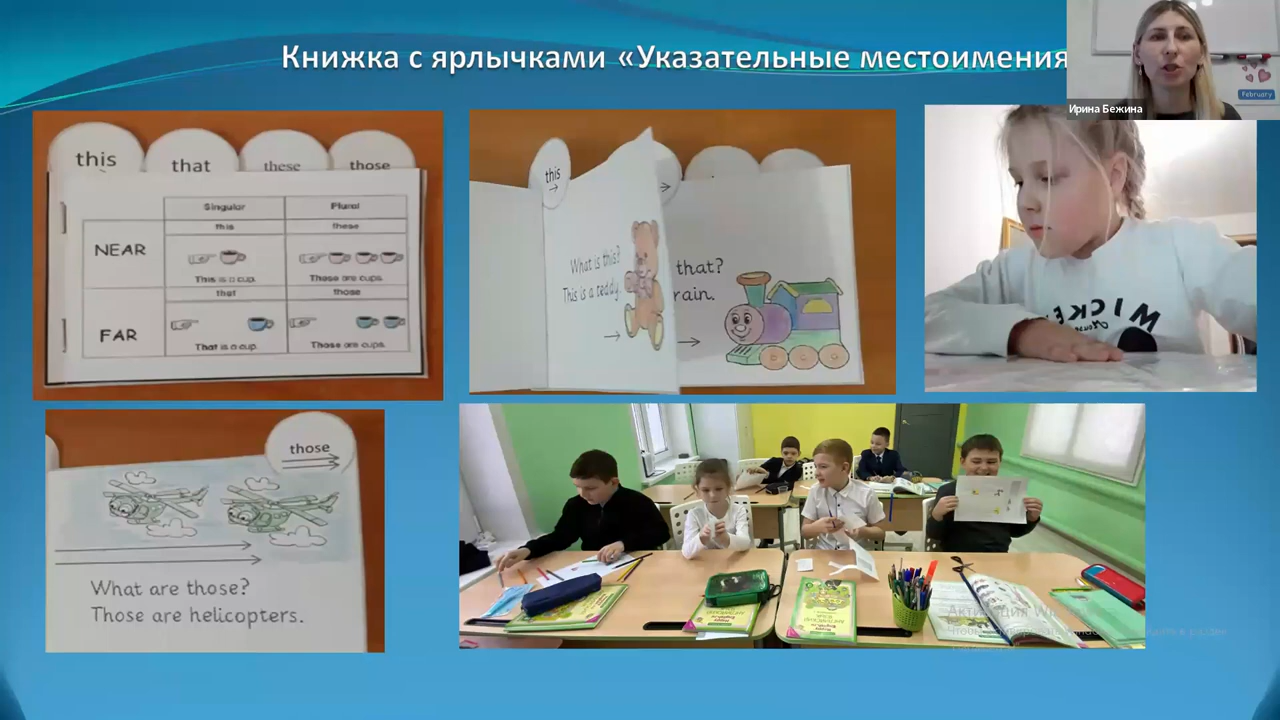 Книжка с ярлычками «Указательные местоимения
Ирина Бежина
February
this
that
these
those
Singular
Plural
this
these
NEAR
This is a cup.
These are cups.
that
those
FAR
That is a cup.
Those are cups.
this
What is this?
This is a teddy.
that?
rain.
those
What are those?
Those are helicopters.
MICKE